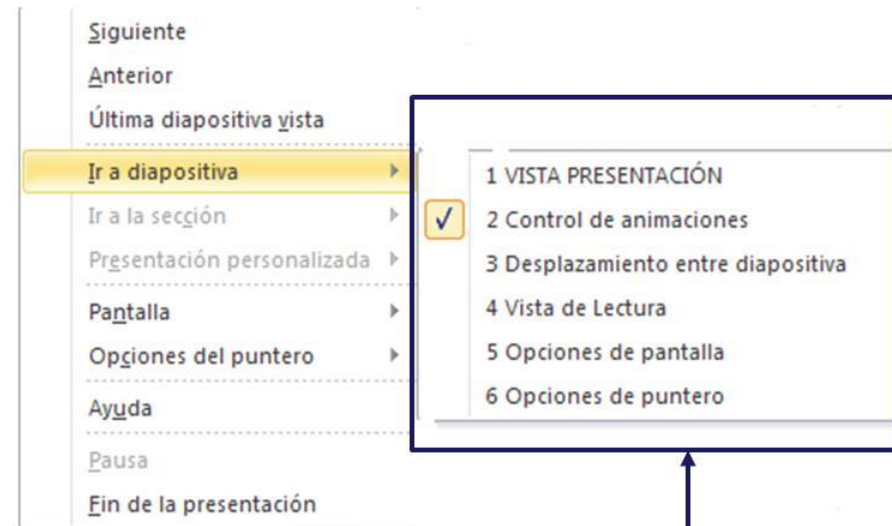 Siguiente
Anterior
Última diapositiva vista
Ir a diapositiva
Ir a la sección
Presentación personalizada
Pantalla
Opciones del puntero
Ayuda
Pausa
Fin de la presentación
1 VISTA PRESENTACIÓN
2 Control de animaciones
3 Desplazamiento entre diapositiva
4 Vista de Lectura
5 Opciones de pantalla
6 Opciones de puntero